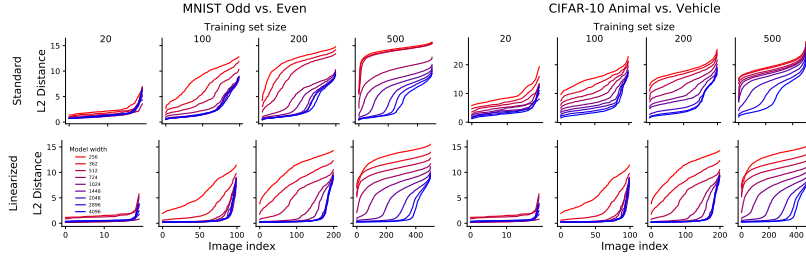 MNIST Odd vs. Even
CIFAR-10 Animal vs. Vehicle
Training set size
Training set size
20 100 200 500
20 100 200 500
Standard
L2 Distance
15
10
5
0
20
10
0
Linearized
L2 Distance
15
10
5
0
Model width
256
362
512
724
1024
1448
2048
2896
4096
15
10
5
0
0 10 0 50 100 0 100 200 0 200 400
0 10 0 50 100 0 100 200 0 200 400
Image index
Image index